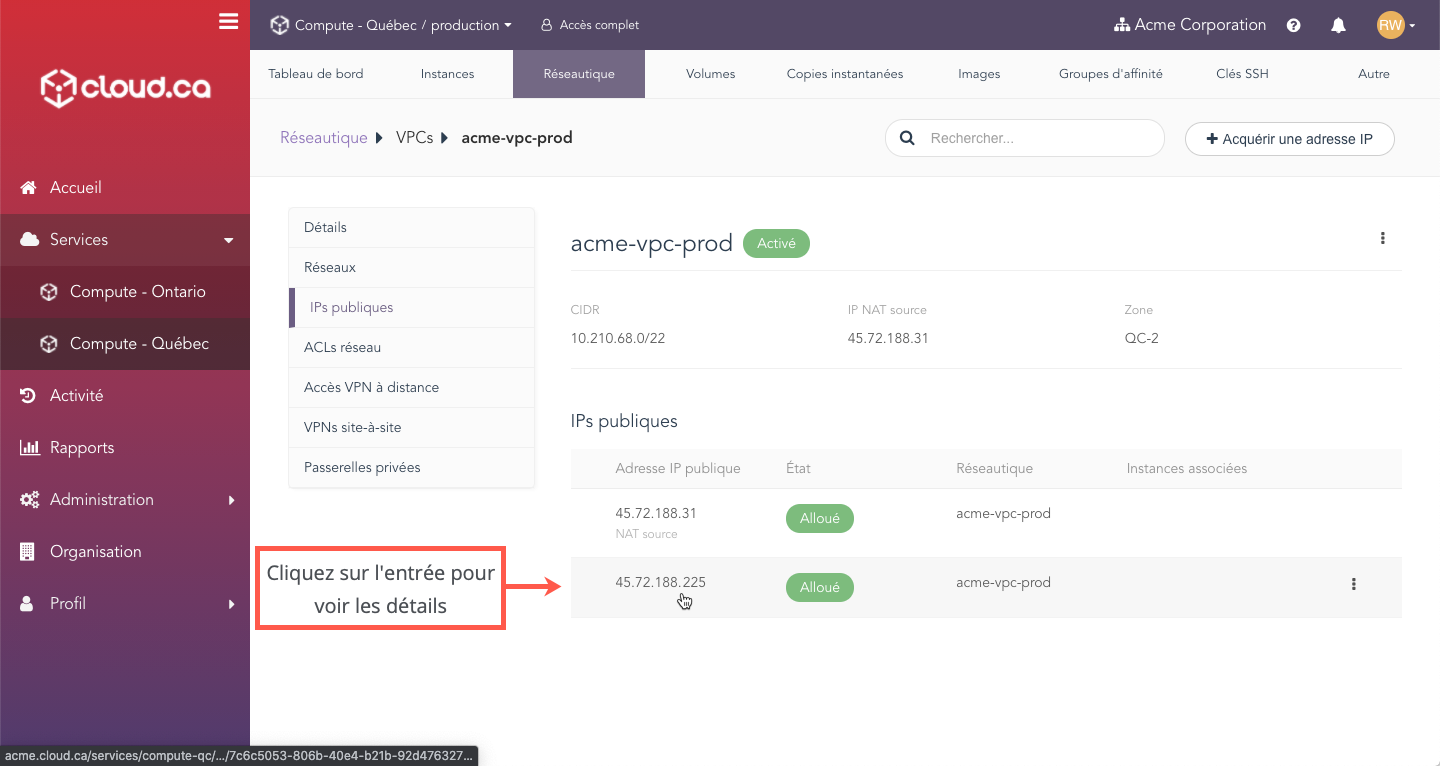 cloud.ca
Accueil
Services
Compute - Ontario
Compute - Québec
Activité
Rapports
Administration
Organisation
Profil
Compute - Québec / production
Accès complet
Acme Corporation
RW
Tableau de bord
Instances
Réseautique
Volumes
Copies instantanées
Images
Groupes d'affinité
Clés SSH
Autre
Réseautique VPCs acme-vpc-prod
Rechercher...
Acquérir une adresse IP
Détails
Réseaux
IPs publiques
ACLs réseau
Accès VPN à distance
VPNs site-à-site
Passerelles privées
acme-vpc-prod Activé
CIDR IP NAT source Zone
10.210.68.0/22 45.72.188.31 QC-2
IPs publiques
Adresse IP publique État Réseautique Instances associées
45.72.188.31 Alloué acme-vpc-prod
NAT source
45.72.188.225 Alloué acme-vpc-prod
Cliquez sur l'entrée pour
voir les détails
acme.cloud.ca/services/compute-qc/.../7c6c5053-806b-40e4-b21b-92d476327...